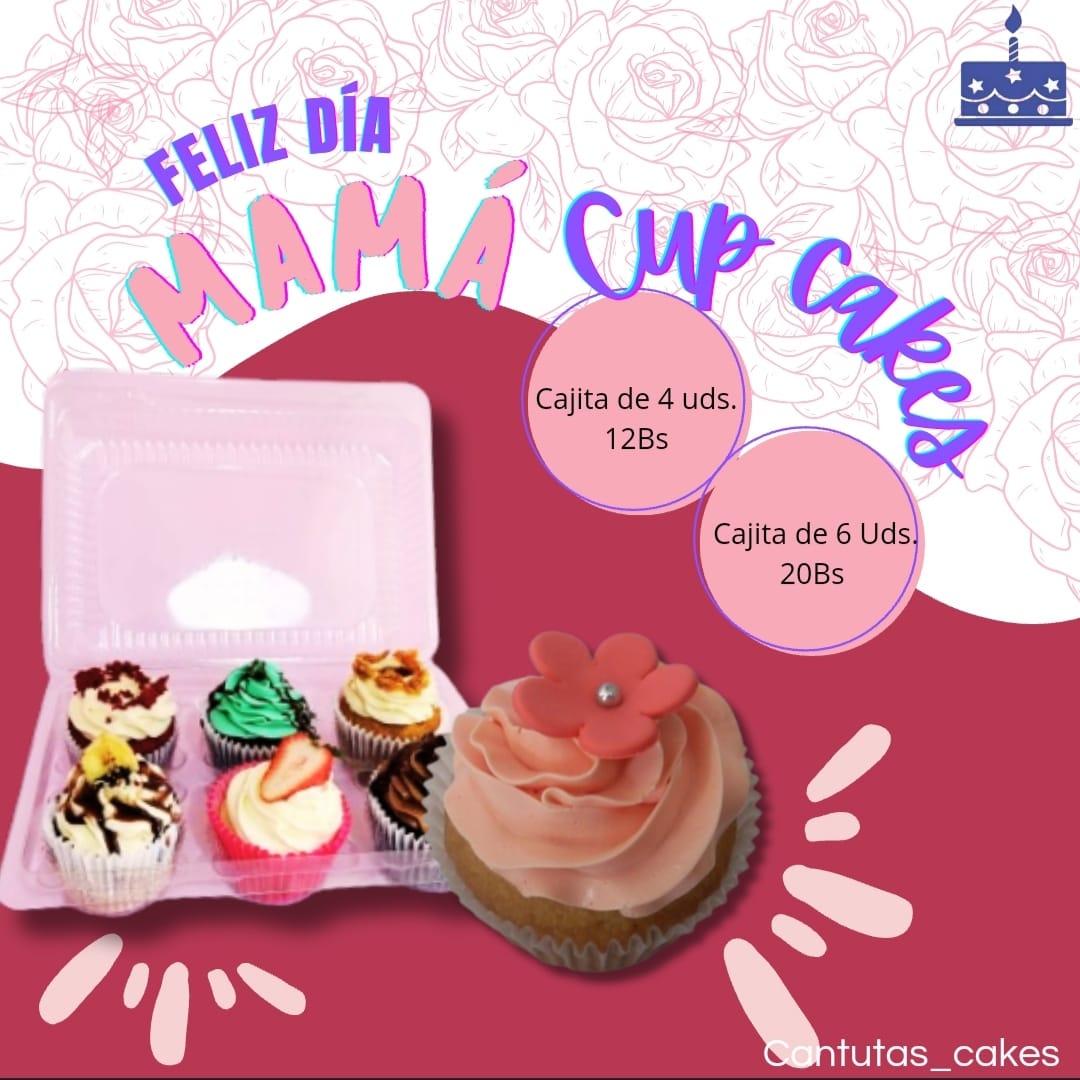 FELIZ DÍA
MAMÁ
Cup cakes
Cajita de 4 uds.
12Bs
Cajita de 6 Uds.
20Bs
Cantutas_cakes